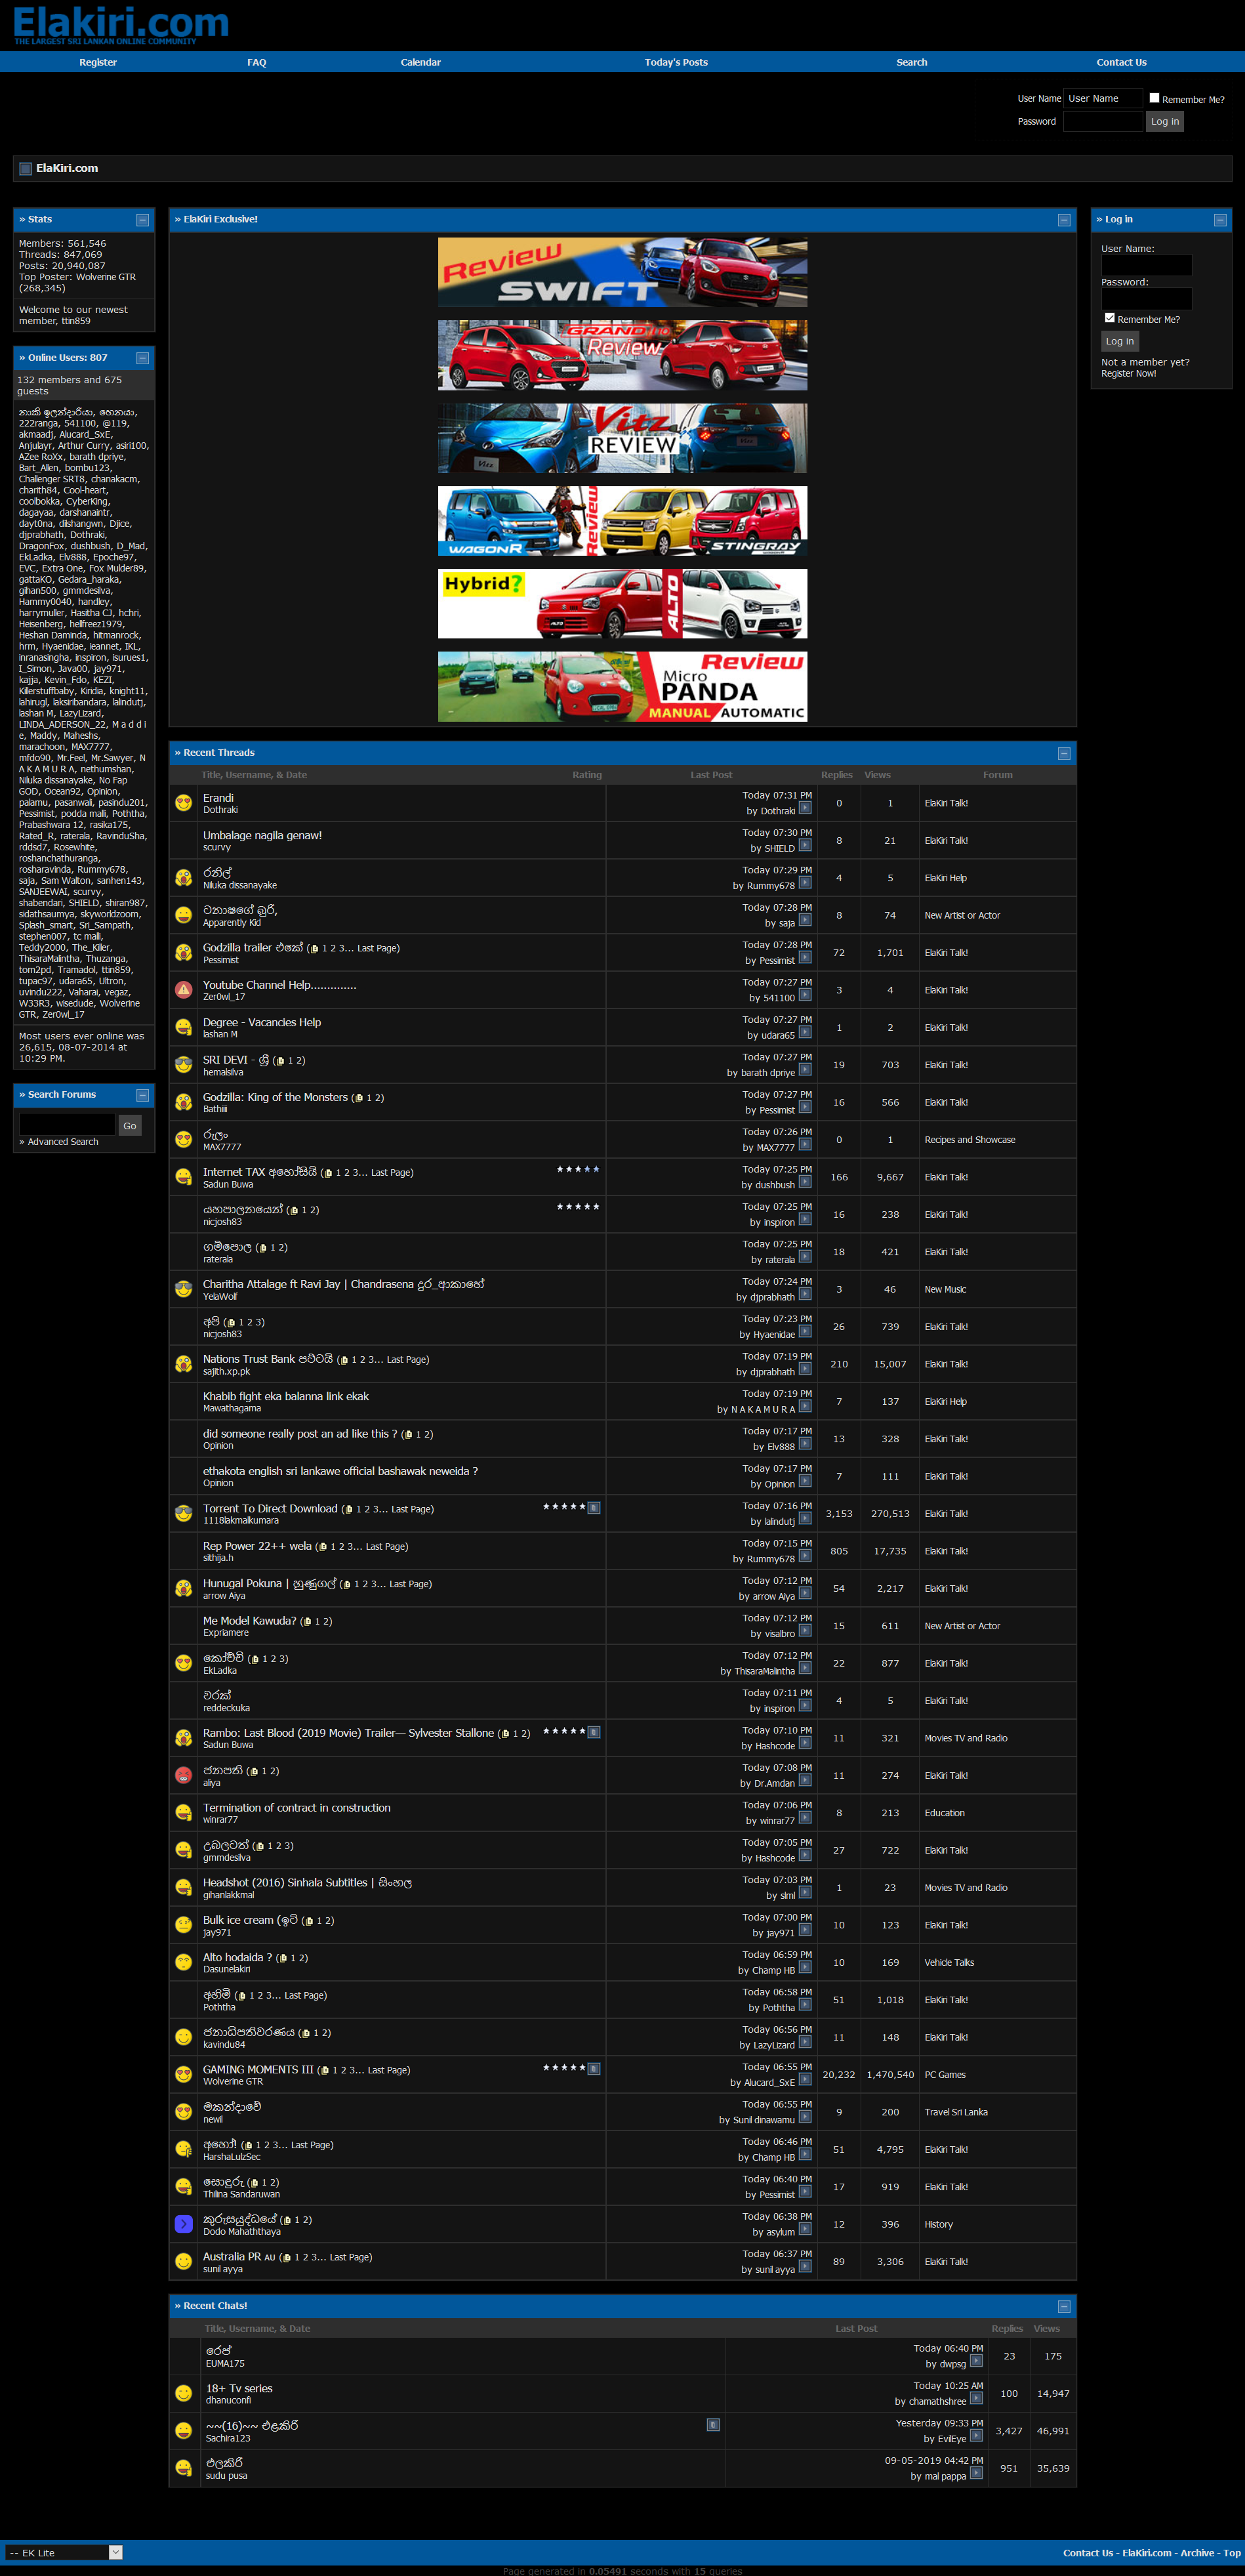 Elakiri.com
THE LARGEST SRI LANKAN ONLINE COMMUNITY
Register FAQ Calendar Today's Posts Search Contact Us
User Name User Name Remember Me?
Password Log in
ElaKiri.com
» Stats
Members: 561,546
Threads: 847,069
Posts: 20,940,087
Top Poster: Wolverine GTR
(268,345)
Welcome to our newest
member, ttin859
» Online Users: 807
132 members and 675
guests
නාකි ඉලන්දාරියා, හෙනයා,
222ranga, 541100, @119,
akmaadj, Alucard_SxE,
Anjulayr, Arthur Curry, asiri100,
AZee RoXx, barath dpriye,
Bart_Allen, bombu123,
Challenger SRT8, chanakacm,
charith84, Cool-heart,
coolbokka, CyberKing,
dagayaa, darshanaintr,
dayt0na, dilshangwn, Djice,
djprabhath, Dothraki,
DragonFox, dushbush, D_Mad,
EkLadka, Elv888, Epoche97,
EVC, Extra One, Fox Mulder89,
gattaKO, Gedara_haraka,
gihan500, gmmdesilva,
Hammy0040, handley,
harrymuller, Hasitha CJ, hchri,
Heisenberg, hellfreez1979,
Heshan Daminda, hitmanrock,
hrm, Hyaenidae, ieannet, IKL,
inranasingha, inspiron, isurues1,
I_Simon, Java00, jay971,
kajja, Kevin_Fdo, KEZI,
Killerstuffbaby, Kiridia, knight11,
lahirugl, laksiribandara, lalindutj,
lashan M, LazyLizard,
LINDA_ADERSON_22, M a d d i
e, Maddy, Maheshs,
marachoon, MAX7777,
mfdo90, Mr.Feel, Mr.Sawyer, N
A K A M U R A, nethumshan,
Niluka dissanayake, No Fap
GOD, Ocean92, Opinion,
palamu, pasanwali, pasindu201,
Pessimist, podda malli, Poththa,
Prabashwara 12, rasika175,
Rated_R, raterala, RavinduSha,
rddsd7, Rosewhite,
roshanchathuranga,
rosharavinda, Rummy678,
saja, Sam Walton, sanhen143,
SANJEEWAI, scurvy,
shabendari, SHIELD, shiran987,
sidathsaumya, skyworldzoom,
Splash_smart, Sri_Sampath,
stephen007, tc malli,
Teddy2000, The_Killer,
ThisaraMalintha, Thuzanga,
tom2pd, Tramadol, ttin859,
tupac97, udara65, Ultron,
uvindu222, Vaharai, vegaz,
W33R3, wisedude, Wolverine
GTR, Zer0wl_17
Most users ever online was
26,615, 08-07-2014 at
10:29 PM.
» Search Forums
Go
» Advanced Search
» ElaKiri Exclusive!
Review
SWIFT
GRAND i10
Review
Vitz
REVIEW
WAGONR Review STINGRAY
Hybrid? ALTO
Review
Micro
PANDA
MANUAL AUTOMATIC
» Log in
User Name:
Password:
Remember Me?
Log in
Not a member yet?
Register Now!
» Recent Threads
Title, Username, & Date Rating Last Post Replies Views Forum
Erandi Today 07:31 PM
Dothraki by Dothraki 0 1 ElaKiri Talk!
Umbalage nagila genaw! Today 07:30 PM
scurvy by SHIELD 8 21 ElaKiri Talk!
රනිල් Today 07:29 PM
Niluka dissanayake by Rummy678 4 5 ElaKiri Help
ටනාෂගේ බුරි, Today 07:28 PM
Apparently Kid by saja 8 74 New Artist or Actor
Godzilla trailer එකේ ( 1 2 3... Last Page) Today 07:28 PM
Pessimist by Pessimist 72 1,701 ElaKiri Talk!
Youtube Channel Help.............. Today 07:27 PM
Zer0wl_17 by 541100 3 4 ElaKiri Talk!
Degree - Vacancies Help Today 07:27 PM
lashan M by udara65 1 2 ElaKiri Talk!
SRI DEVI - ශ්‍රී ( 1 2) Today 07:27 PM
hemalsilva by barath dpriye 19 703 ElaKiri Talk!
Godzilla: King of the Monsters ( 1 2) Today 07:27 PM
Bathiiii by Pessimist 16 566 ElaKiri Talk!
රුලං Today 07:26 PM
MAX7777 by MAX7777 0 1 Recipes and Showcase
Internet TAX අහෝසියි ( 1 2 3... Last Page) Today 07:25 PM
Sadun Buwa by dushbush 166 9,667 ElaKiri Talk!
යහපාලනයෙන් ( 1 2) Today 07:25 PM
nicjosh83 by inspiron 16 238 ElaKiri Talk!
ගම්පොල ( 1 2) Today 07:25 PM
raterala by raterala 18 421 ElaKiri Talk!
Charitha Attalage ft Ravi Jay | Chandrasena දුර_ආකාහේ Today 07:24 PM
YelaWolf by djprabhath 3 46 New Music
අපි ( 1 2 3) Today 07:23 PM
nicjosh83 by Hyaenidae 26 739 ElaKiri Talk!
Nations Trust Bank පට්ටයි ( 1 2 3... Last Page) Today 07:19 PM
sajith.xp.pk by djprabhath 210 15,007 ElaKiri Talk!
Khabib fight eka balanna link ekak Today 07:19 PM
Mawathagama by N A K A M U R A 7 137 ElaKiri Help
did someone really post an ad like this ? ( 1 2) Today 07:17 PM
Opinion by Elv888 13 328 ElaKiri Talk!
ethakota english sri lankawe official bashawak neweida ? Today 07:17 PM
Opinion by Opinion 7 111 ElaKiri Talk!
Torrent To Direct Download ( 1 2 3... Last Page) Today 07:16 PM
1118lakmalkumara by lalindutj 3,153 270,513 ElaKiri Talk!
Rep Power 22++ wela ( 1 2 3... Last Page) Today 07:15 PM
sithija.h by Rummy678 805 17,735 ElaKiri Talk!
Hunugal Pokuna | හුණුගල් ( 1 2 3... Last Page) Today 07:12 PM
arrow Aiya by arrow Aiya 54 2,217 ElaKiri Talk!
Me Model Kawuda? ( 1 2) Today 07:12 PM
Expriamere by visalbro 15 611 New Artist or Actor
කෝච්චි ( 1 2 3) Today 07:12 PM
EkLadka by ThisaraMalintha 22 877 ElaKiri Talk!
වරක් Today 07:11 PM
reddeckuka by inspiron 4 5 ElaKiri Talk!
Rambo: Last Blood (2019 Movie) Trailer— Sylvester Stallone ( 1 2) Today 07:10 PM
Sadun Buwa by Hashcode 11 321 Movies TV and Radio
ජනපති ( 1 2) Today 07:08 PM
aliya by Dr.Amdan 11 274 ElaKiri Talk!
Termination of contract in construction Today 07:06 PM
winrar77 by winrar77 8 213 Education
උබලටත් ( 1 2 3) Today 07:05 PM
gmmdesilva by Hashcode 27 722 ElaKiri Talk!
Headshot (2016) Sinhala Subtitles | සිංහල Today 07:03 PM
gihanlakkmal by slml 1 23 Movies TV and Radio
Bulk ice cream (ඉටි ( 1 2) Today 07:00 PM
jay971 by jay971 10 123 ElaKiri Talk!
Alto hodaida ? ( 1 2) Today 06:59 PM
Dasunelakiri by Champ HB 10 169 Vehicle Talks
අහිමි ( 1 2 3... Last Page) Today 06:58 PM
Poththa by Poththa 51 1,018 ElaKiri Talk!
ජනාධිපතිවරණය ( 1 2) Today 06:56 PM
kavindu84 by LazyLizard 11 148 ElaKiri Talk!
GAMING MOMENTS III ( 1 2 3... Last Page) Today 06:55 PM
Wolverine GTR by Alucard_SxE 20,232 1,470,540 PC Games
මකන්දාවේ Today 06:55 PM
newil by Sunil dinawamu 9 200 Travel Sri Lanka
අහෝ! ( 1 2 3... Last Page) Today 06:46 PM
HarshaLulzSec by Champ HB 51 4,795 ElaKiri Talk!
සොඳුරු ( 1 2) Today 06:40 PM
Thilina Sandaruwan by Pessimist 17 919 ElaKiri Talk!
කුරුසයුද්ධයේ ( 1 2) Today 06:38 PM
Dodo Mahaththaya by asylum 12 396 History
Australia PR AU ( 1 2 3... Last Page) Today 06:37 PM
sunil ayya by sunil ayya 89 3,306 ElaKiri Talk!
» Recent Chats!
Title, Username, & Date Last Post Replies Views
රෙප් Today 06:40 PM
EUMA175 by dwpsg 23 175
18+ Tv series Today 10:25 AM
dhanuconfi by chamathshree 100 14,947
~~(16)~~ එළකිරි Yesterday 09:33 PM
Sachira123 by EvilEye 3,427 46,991
එලකිරි 09-05-2019 04:42 PM
sudu pusa by mal pappa 951 35,639
-- EK Lite Contact Us - ElaKiri.com - Archive - Top
Page generated in 0.05491 seconds with 15 queries